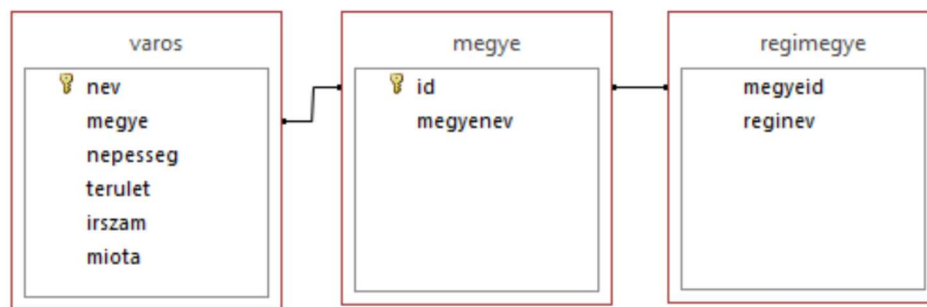 varos
nev
megye
nepesseg
terulet
irszam
miota
megye
id
megyenev
regimegye
megyeid
reginev